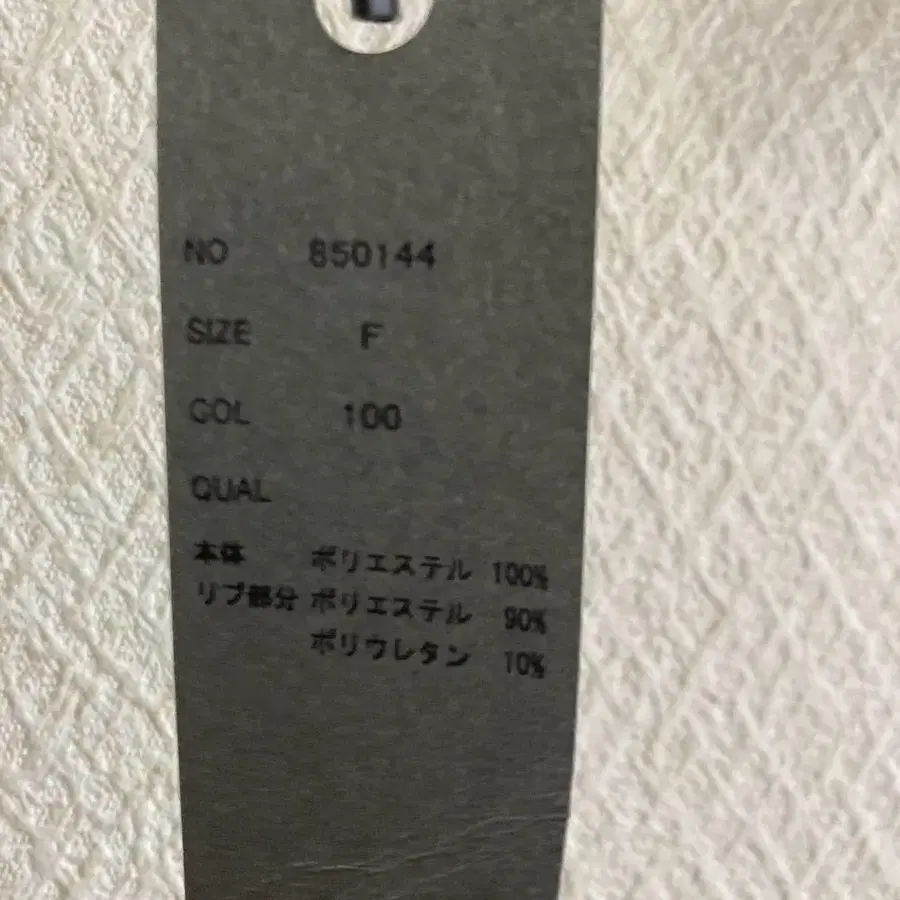 NO 850144
SIZE F
COL 100
QUAL
本体 ポリエステル 100%
リブ部分 ポリエステル 90%
ポリウレタン 10%